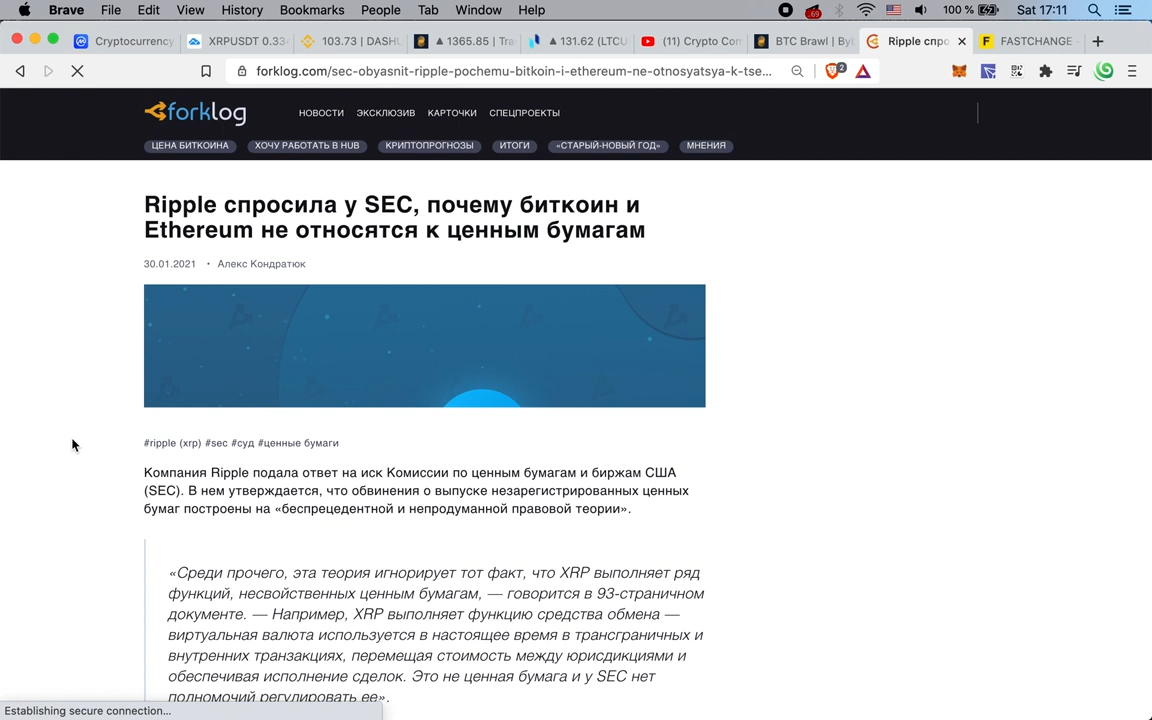 Brave File Edit View History Bookmarks People Tab Window Help 69 100 % Sat 17:11
Cryptocurrency XRPUSDT 0.33 103.73 | DASHU ▲ 1365.85 | Tra ▲ 131.62 (LTCU (11) Crypto Con BTC Brawl | Byb Ripple спро FASTCHANGE -
forklog.com/sec-obyasnit-ripple-pochemu-bitkoin-i-ethereum-ne-otnosyatsya-k-tse... 2
forklog НОВОСТИ ЭКСКЛЮЗИВ КАРТОЧКИ СПЕЦПРОЕКТЫ
ЦЕНА БИТКОИНА ХОЧУ РАБОТАТЬ В HUB КРИПТОПРОГНОЗЫ ИТОГИ «СТАРЫЙ-НОВЫЙ ГОД» МНЕНИЯ
Ripple спросила у SEC, почему биткоин и
Ethereum не относятся к ценным бумагам
30.01.2021 • Алекс Кондратюк
#ripple (xrp) #sec #суд #ценные бумаги
Компания Ripple подала ответ на иск Комиссии по ценным бумагам и биржам США
(SEC). В нем утверждается, что обвинения о выпуске незарегистрированных ценных
бумаг построены на «беспрецедентной и непродуманной правовой теории».
«Среди прочего, эта теория игнорирует тот факт, что XRP выполняет ряд
функций, несвойственных ценным бумагам, — говорится в 93-страничном
документе. — Например, XRP выполняет функцию средства обмена —
виртуальная валюта используется в настоящее время в трансграничных и
внутренних транзакциях, перемещая стоимость между юрисдикциями и
обеспечивая исполнение сделок. Это не ценная бумага и у SEC нет
полномочий регулировать ее».
Establishing secure connection...